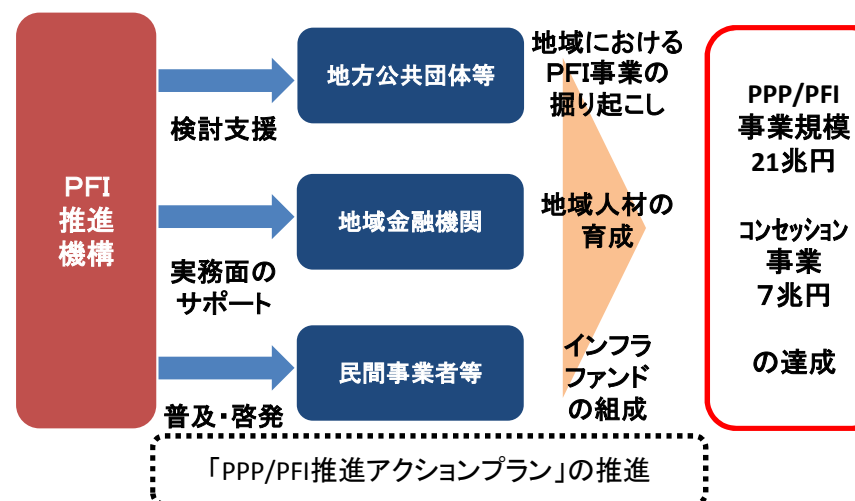 PFI
推進
機構
検討支援
実務面の
サポート
普及・啓発
地方公共団体等
地域金融機関
民間事業者等
地域における
PFI事業の
掘り起こし
地域人材の
育成
インフラ
ファンド
の組成
PPP/PFI
事業規模
21兆円
コンセッション
事業
７兆円
の達成
「PPP/PFI推進アクションプラン」の推進